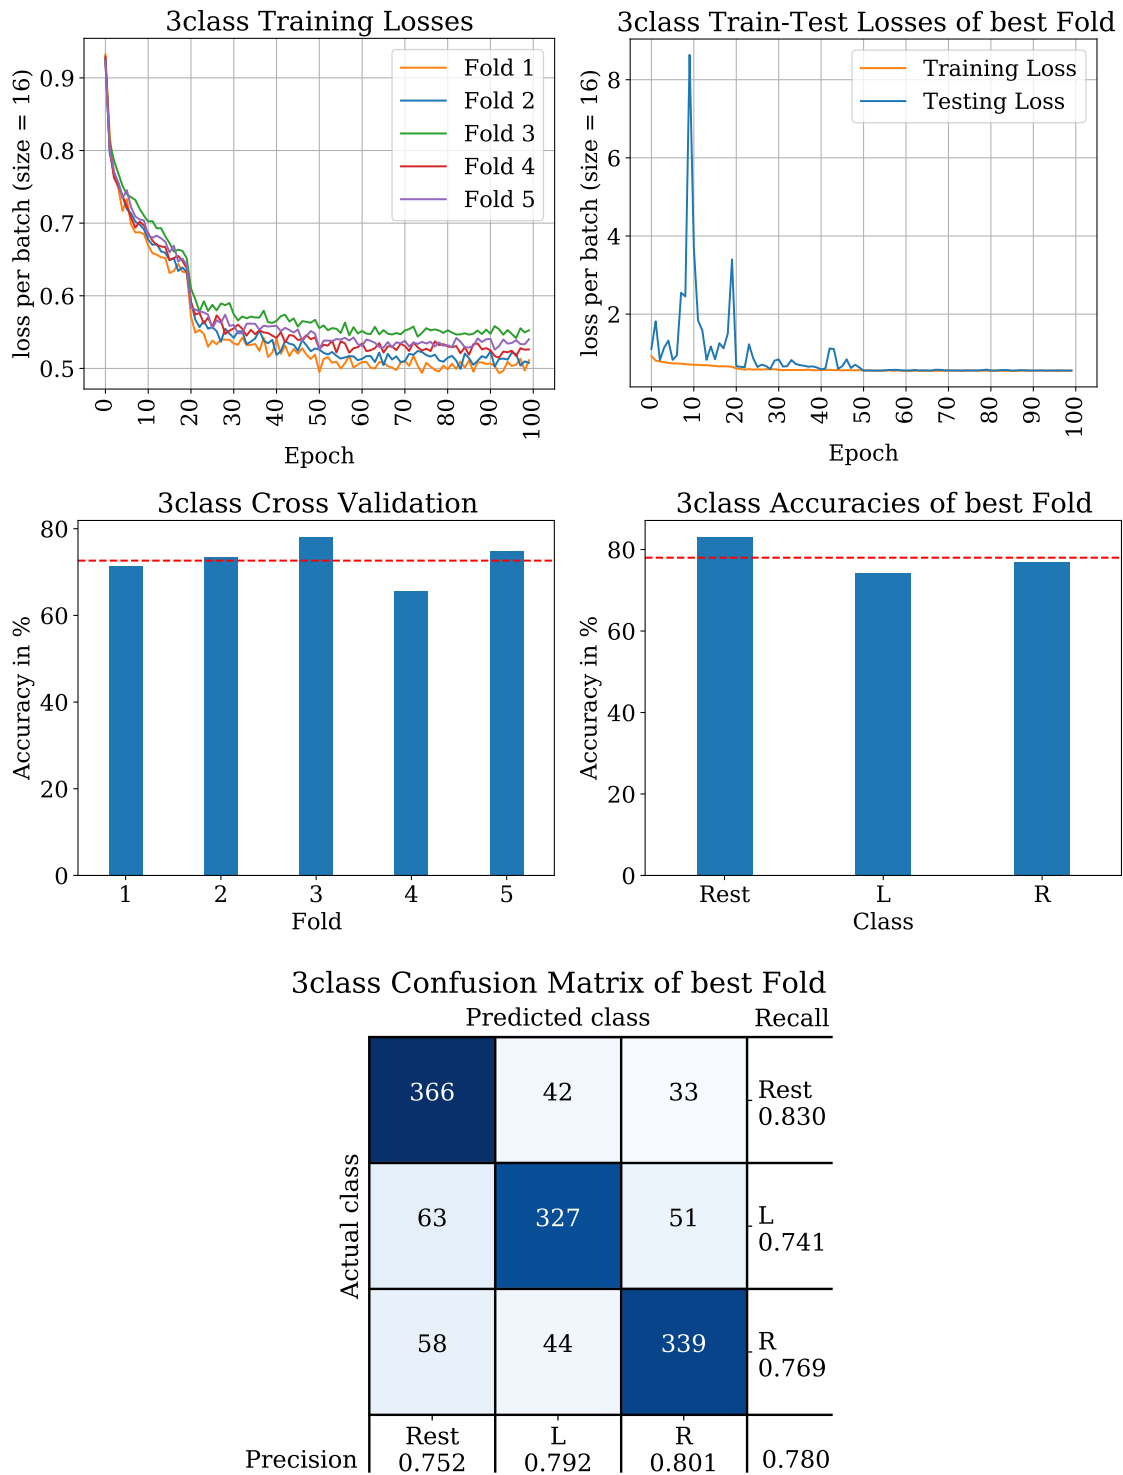 3class Training Losses
loss per batch (size = 16)
0.9
0.8
0.7
0.6
0.5
Fold 1
Fold 2
Fold 3
Fold 4
Fold 5
0 10 20 30 40 50 60 70 80 90 100
Epoch
3class Train-Test Losses of best Fold
loss per batch (size = 16)
8
6
4
2
Training Loss
Testing Loss
0 10 20 30 40 50 60 70 80 90 100
Epoch
3class Cross Validation
Accuracy in %
80
60
40
20
0
1 2 3 4 5
Fold
3class Accuracies of best Fold
Accuracy in %
80
60
40
20
0
Rest L R
Class
3class Confusion Matrix of best Fold
Predicted class Recall
Actual class
366 42 33 Rest
0.830
63 327 51 L
0.741
58 44 339 R
0.769
Rest L R
Precision 0.752 0.792 0.801 0.780